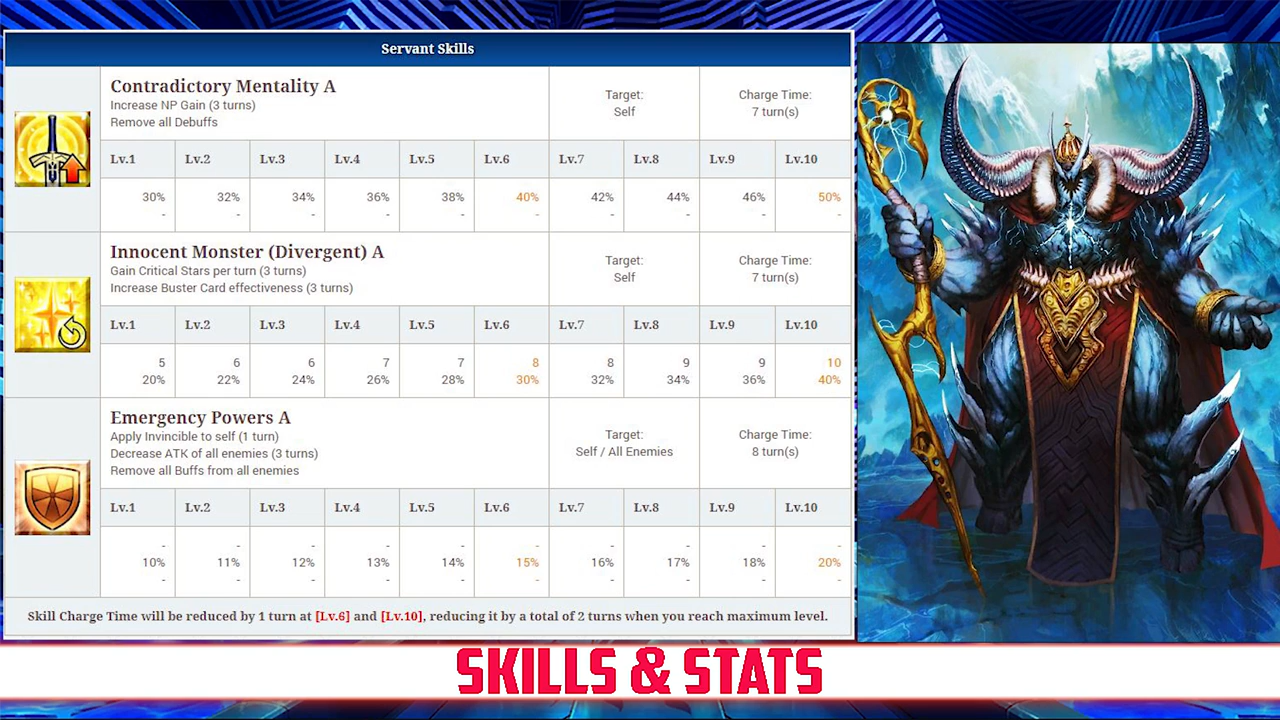 Servant Skills
Contradictory Mentality A
Increase NP Gain (3 turns)
Remove all Debuffs
Target:
Self
Charge Time:
7 turn(s)
Lv.1 Lv.2 Lv.3 Lv.4 Lv.5 Lv.6 Lv.7 Lv.8 Lv.9 Lv.10
30% 32% 34% 36% 38% 40% 42% 44% 46% 50%
- - - - - - - - - -
Innocent Monster (Divergent) A
Gain Critical Stars per turn (3 turns)
Increase Buster Card effectiveness (3 turns)
Target:
Self
Charge Time:
7 turn(s)
Lv.1 Lv.2 Lv.3 Lv.4 Lv.5 Lv.6 Lv.7 Lv.8 Lv.9 Lv.10
5 6 6 7 7 8 8 9 9 10
20% 22% 24% 26% 28% 30% 32% 34% 36% 40%
Emergency Powers A
Apply Invincible to self (1 turn)
Decrease ATK of all enemies (3 turns)
Remove all Buffs from all enemies
Target:
Self / All Enemies
Charge Time:
8 turn(s)
Lv.1 Lv.2 Lv.3 Lv.4 Lv.5 Lv.6 Lv.7 Lv.8 Lv.9 Lv.10
- - - - - - - - - -
10% 11% 12% 13% 14% 15% 16% 17% 18% 20%
- - - - - - - - - -
Skill Charge Time will be reduced by 1 turn at [Lv.6] and [Lv.10], reducing it by a total of 2 turns when you reach maximum level.
SKILLS & STATS